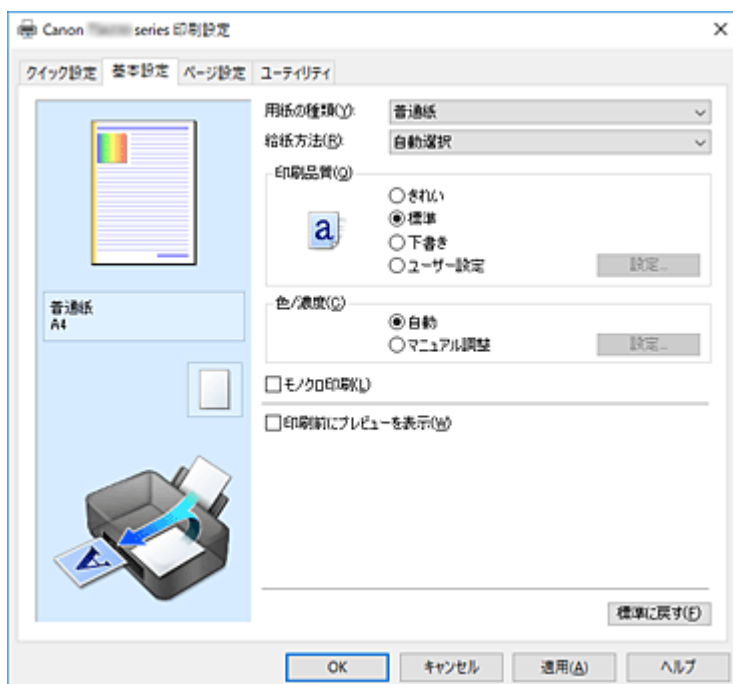 Canon series 印刷設定
クイック設定 基本設定 ページ設定 ユーティリティ
用紙の種類(Y): 普通紙
給紙方法(R): 自動選択
印刷品質(Q)
a
きれい
標準
下書き
ユーザー設定 設定...
普通紙
A4
色/濃度(C)
自動
マニュアル調整 設定...
モノクロ印刷(L)
印刷前にプレビューを表示(W)
A
標準に戻す(F)
OK キャンセル 適用(A) ヘルプ